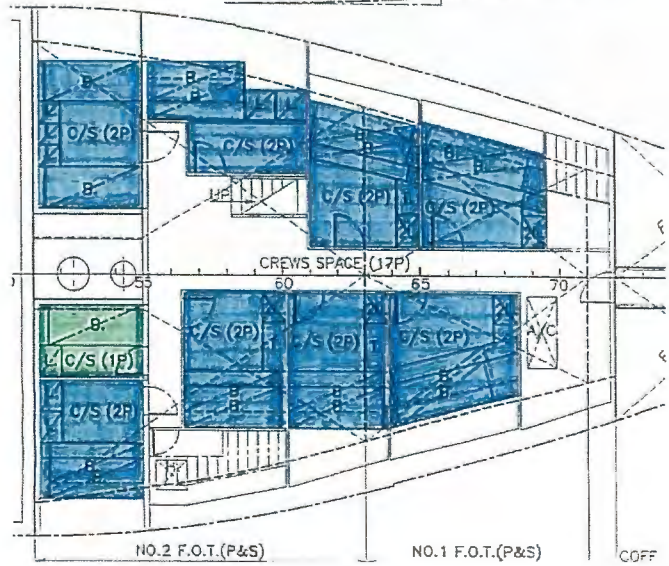 B.
B.
L
C/S (2P)
L
B.
B.
B.
L L
C/S (2P)
B.
C/S (2P)
L
B.
B.
C/S (2P)
UP
CREWS SPACE (17P)
55 60 65 70
B.
L C/S (1P)
C/S (2P
B.
B.
C/S (2P)
B.
B.
C/S (2P)
B.
B.
C/S (2P)
B.
B.
A/C
F
F
NO.2 F.O.T.(P&S)
NO.1 F.O.T.(P&S)
COFF